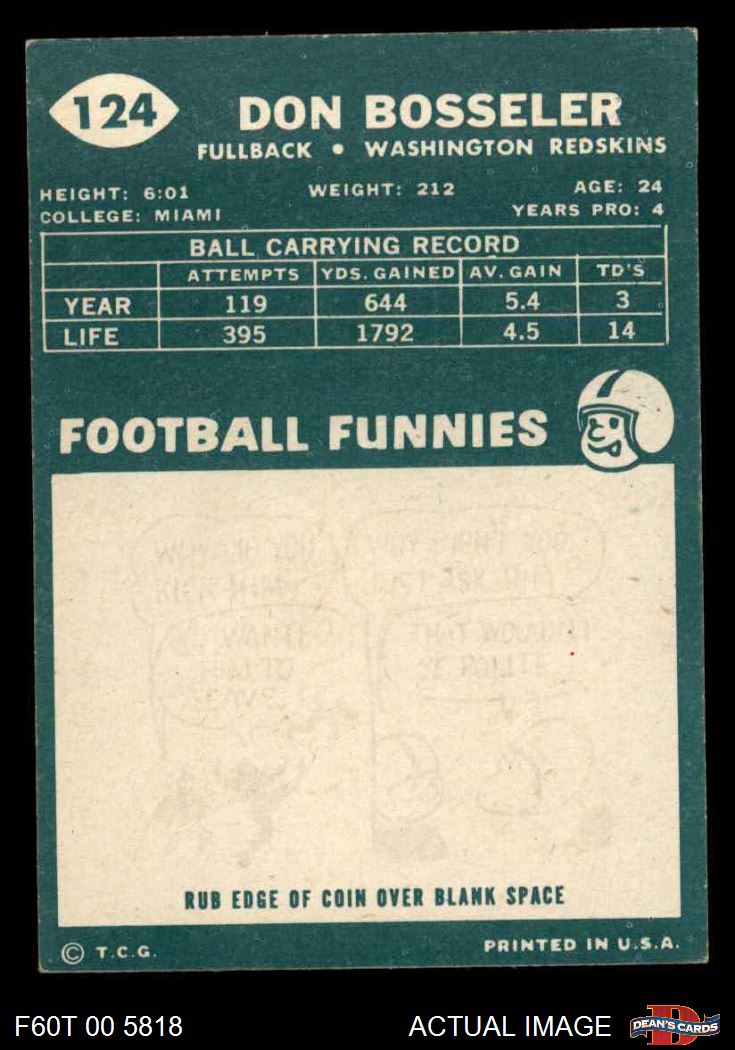 124
DON BOSSELER
FULLBACK • WASHINGTON REDSKINS
HEIGHT: 6:01 WEIGHT: 212 AGE: 24
COLLEGE: MIAMI YEARS PRO: 4
BALL CARRYING RECORD
ATTEMPTS YDS. GAINED AV. GAIN TD'S
YEAR 119 644 5.4 3
LIFE 395 1792 4.5 14
FOOTBALL FUNNIES
THAT
RUB EDGE OF COIN OVER BLANK SPACE
© T.C.G. PRINTED IN U.S.A.
F60T 00 5818 ACTUAL IMAGE D DEAN'S CARDS